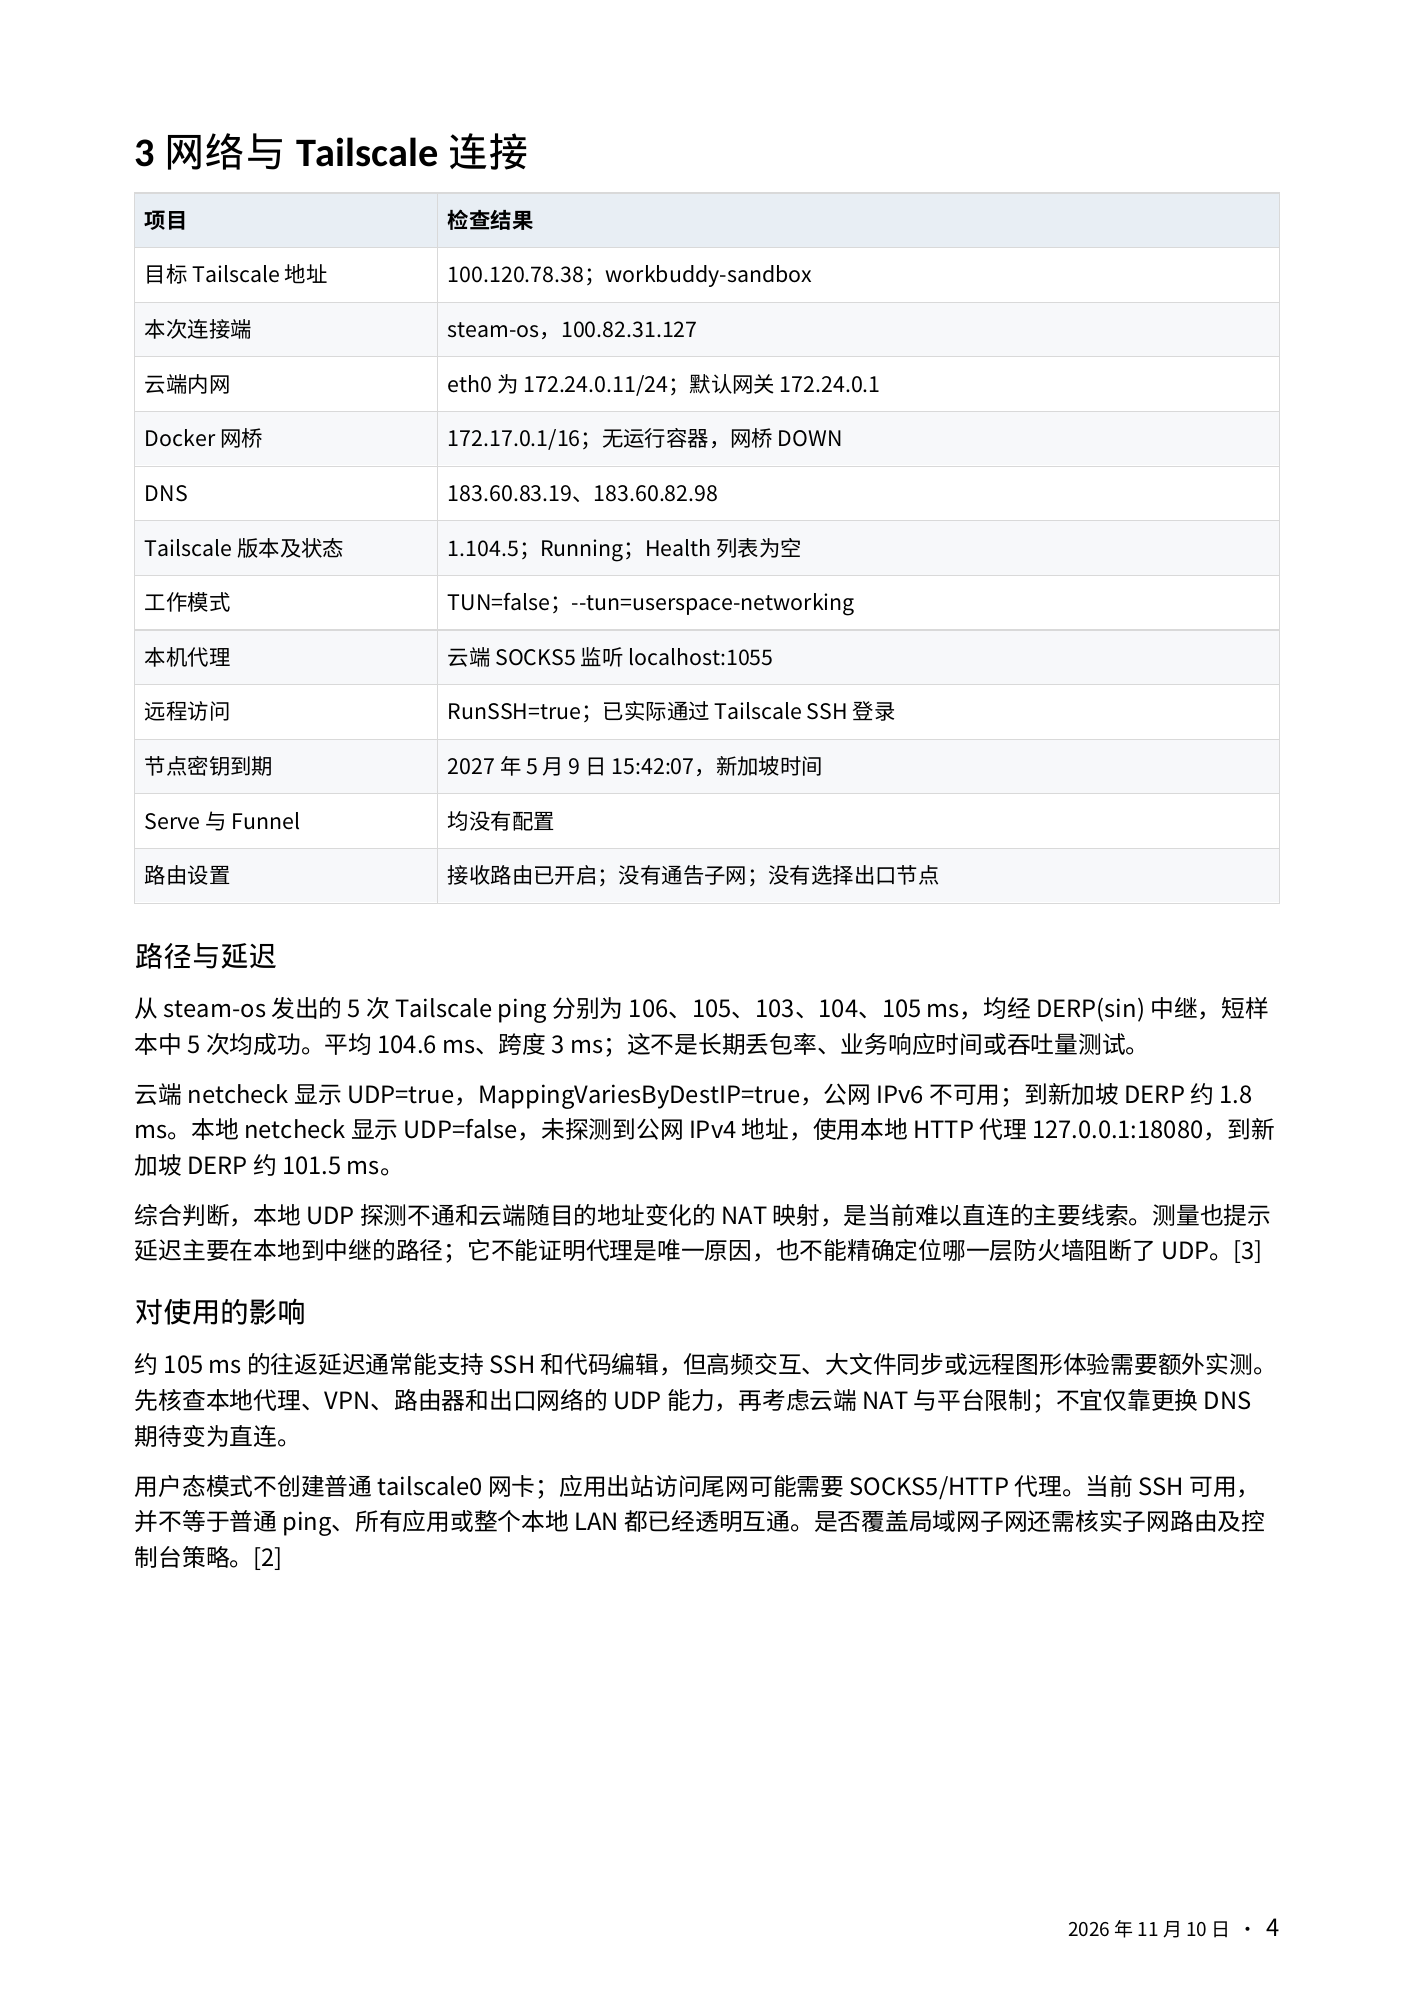 3 网络与 Tailscale 连接
项目 检查结果
目标 Tailscale 地址 100.120.78.38；workbuddy-sandbox
本次连接端 steam-os，100.82.31.127
云端内网 eth0 为 172.24.0.11/24；默认网关 172.24.0.1
Docker 网桥 172.17.0.1/16；无运行容器，网桥 DOWN
DNS 183.60.83.19、183.60.82.98
Tailscale 版本及状态 1.104.5；Running；Health 列表为空
工作模式 TUN=false；--tun=userspace-networking
本机代理 云端 SOCKS5 监听 localhost:1055
远程访问 RunSSH=true；已实际通过 Tailscale SSH 登录
节点密钥到期 2027 年 5 月 9 日 15:42:07，新加坡时间
Serve 与 Funnel 均没有配置
路由设置 接收路由已开启；没有通告子网；没有选择出口节点
路径与延迟
从 steam-os 发出的 5 次 Tailscale ping 分别为 106、105、103、104、105 ms，均经 DERP(sin) 中继，短样
本中 5 次均成功。平均 104.6 ms、跨度 3 ms；这不是长期丢包率、业务响应时间或吞吐量测试。
云端 netcheck 显示 UDP=true，MappingVariesByDestIP=true，公网 IPv6 不可用；到新加坡 DERP 约 1.8
ms。本地 netcheck 显示 UDP=false，未探测到公网 IPv4 地址，使用本地 HTTP 代理 127.0.0.1:18080，到新
加坡 DERP 约 101.5 ms。
综合判断，本地 UDP 探测不通和云端随目的地址变化的 NAT 映射，是当前难以直连的主要线索。测量也提示
延迟主要在本地到中继的路径；它不能证明代理是唯一原因，也不能精确定位哪一层防火墙阻断了 UDP。[3]
对使用的影响
约 105 ms 的往返延迟通常能支持 SSH 和代码编辑，但高频交互、大文件同步或远程图形体验需要额外实测。
先核查本地代理、VPN、路由器和出口网络的 UDP 能力，再考虑云端 NAT 与平台限制；不宜仅靠更换 DNS
期待变为直连。
用户态模式不创建普通 tailscale0 网卡；应用出站访问尾网可能需要 SOCKS5/HTTP 代理。当前 SSH 可用，
并不等于普通 ping、所有应用或整个本地 LAN 都已经透明互通。是否覆盖局域网子网还需核实子网路由及控
制台策略。[2]
2026 年 11 月 10 日 · 4